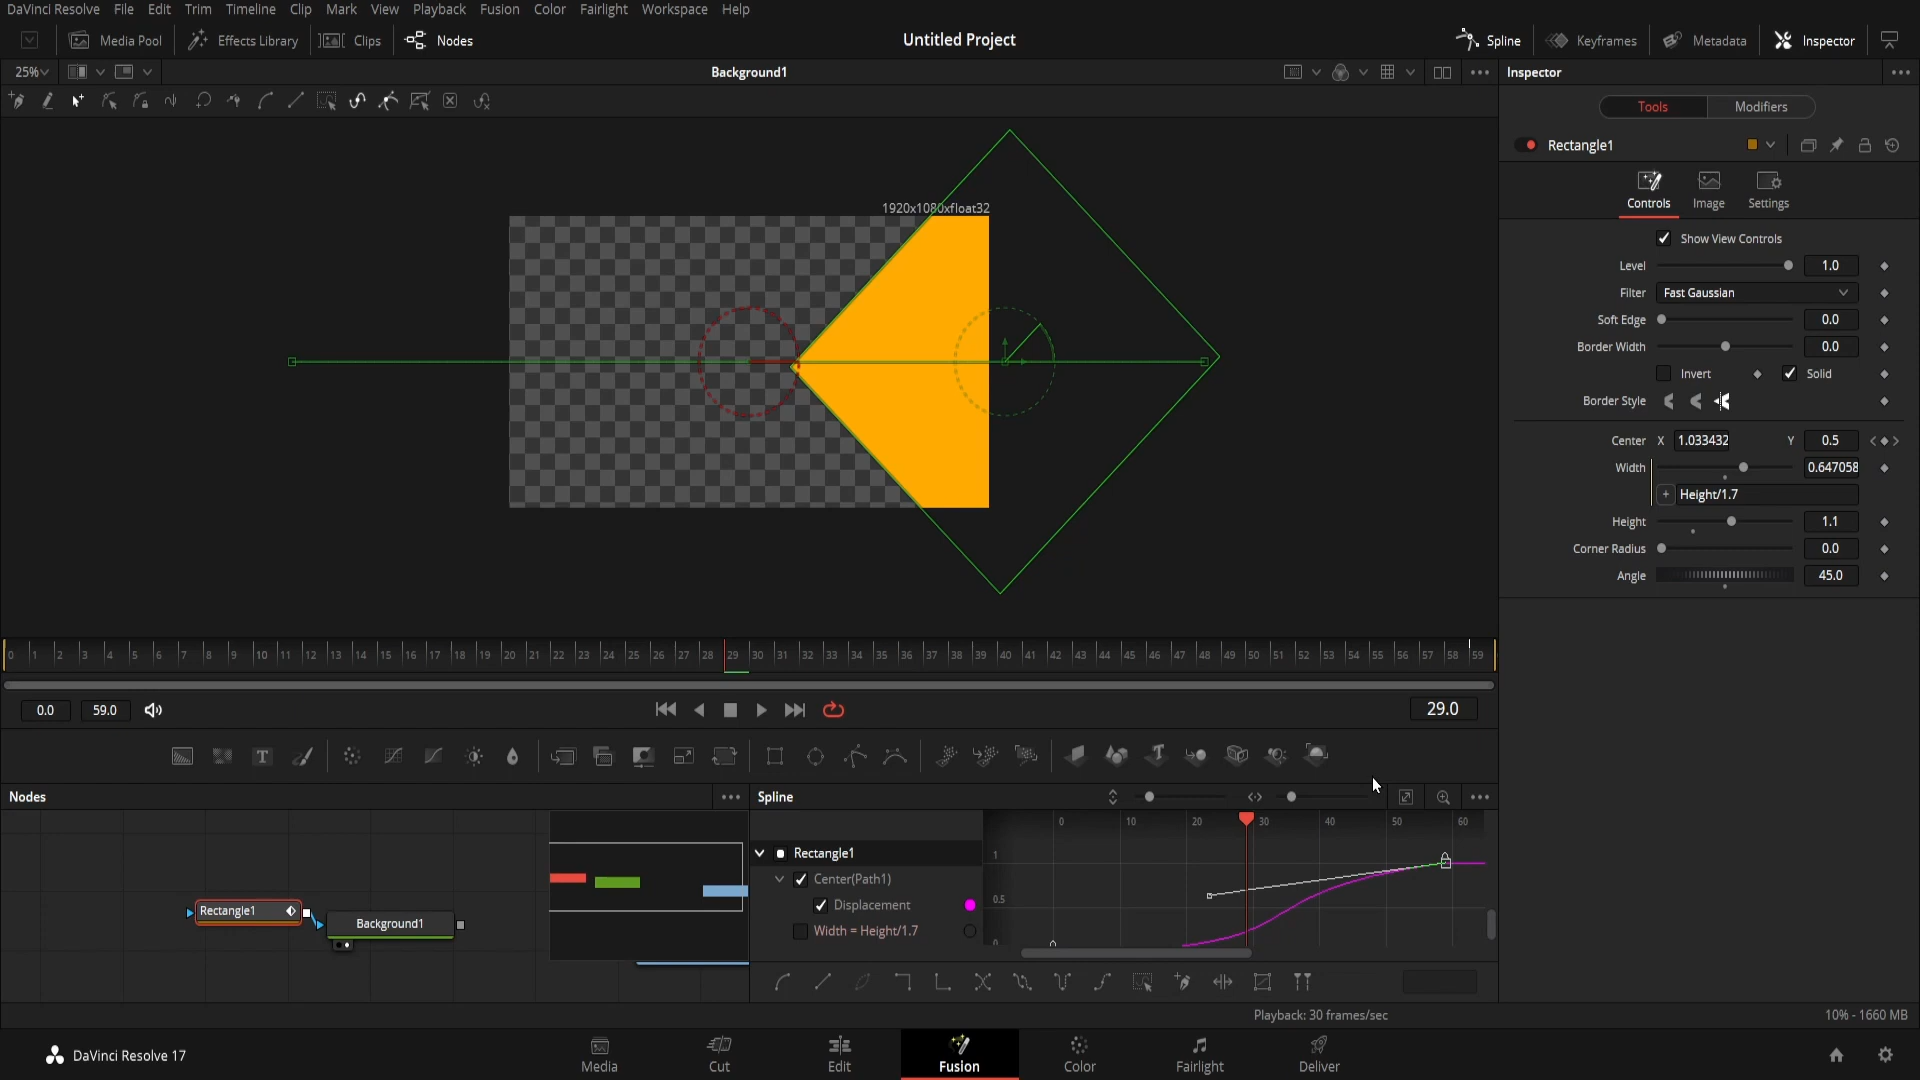 DaVinci Resolve File Edit Trim Timeline Clip Mark View Playback Fusion Color Fairlight Workspace Help
Media Pool Effects Library Clips Nodes Untitled Project Spline Keyframes Metadata Inspector
25% Background1 Inspector
Tools Modifiers
Rectangle1
Controls Image Settings
1920x1080xfloat32
Show View Controls
Level 1.0
Filter Fast Gaussian
Soft Edge 0.0
Border Width 0.0
Invert Solid
Border Style
Center X 1.033432 Y 0.5
Width 0.647058
+ Height/1.7
Height 1.1
Corner Radius 0.0
Angle 45.0
0 1 2 3 4 5 6 7 8 9 10 11 12 13 14 15 16 17 18 19 20 21 22 23 24 25 26 27 28 29 30 31 32 33 34 35 36 37 38 39 40 41 42 43 44 45 46 47 48 49 50 51 52 53 54 55 56 57 58 59
0.0 59.0 29.0
T T
Nodes Spline
0 10 20 30 40 50 60
Rectangle1 1
Center(Path1)
Displacement 0.5
Width = Height/1.7 0
Rectangle1
Background1
Playback: 30 frames/sec 10% - 1660 MB
DaVinci Resolve 17 Media Cut Edit Fusion Color Fairlight Deliver